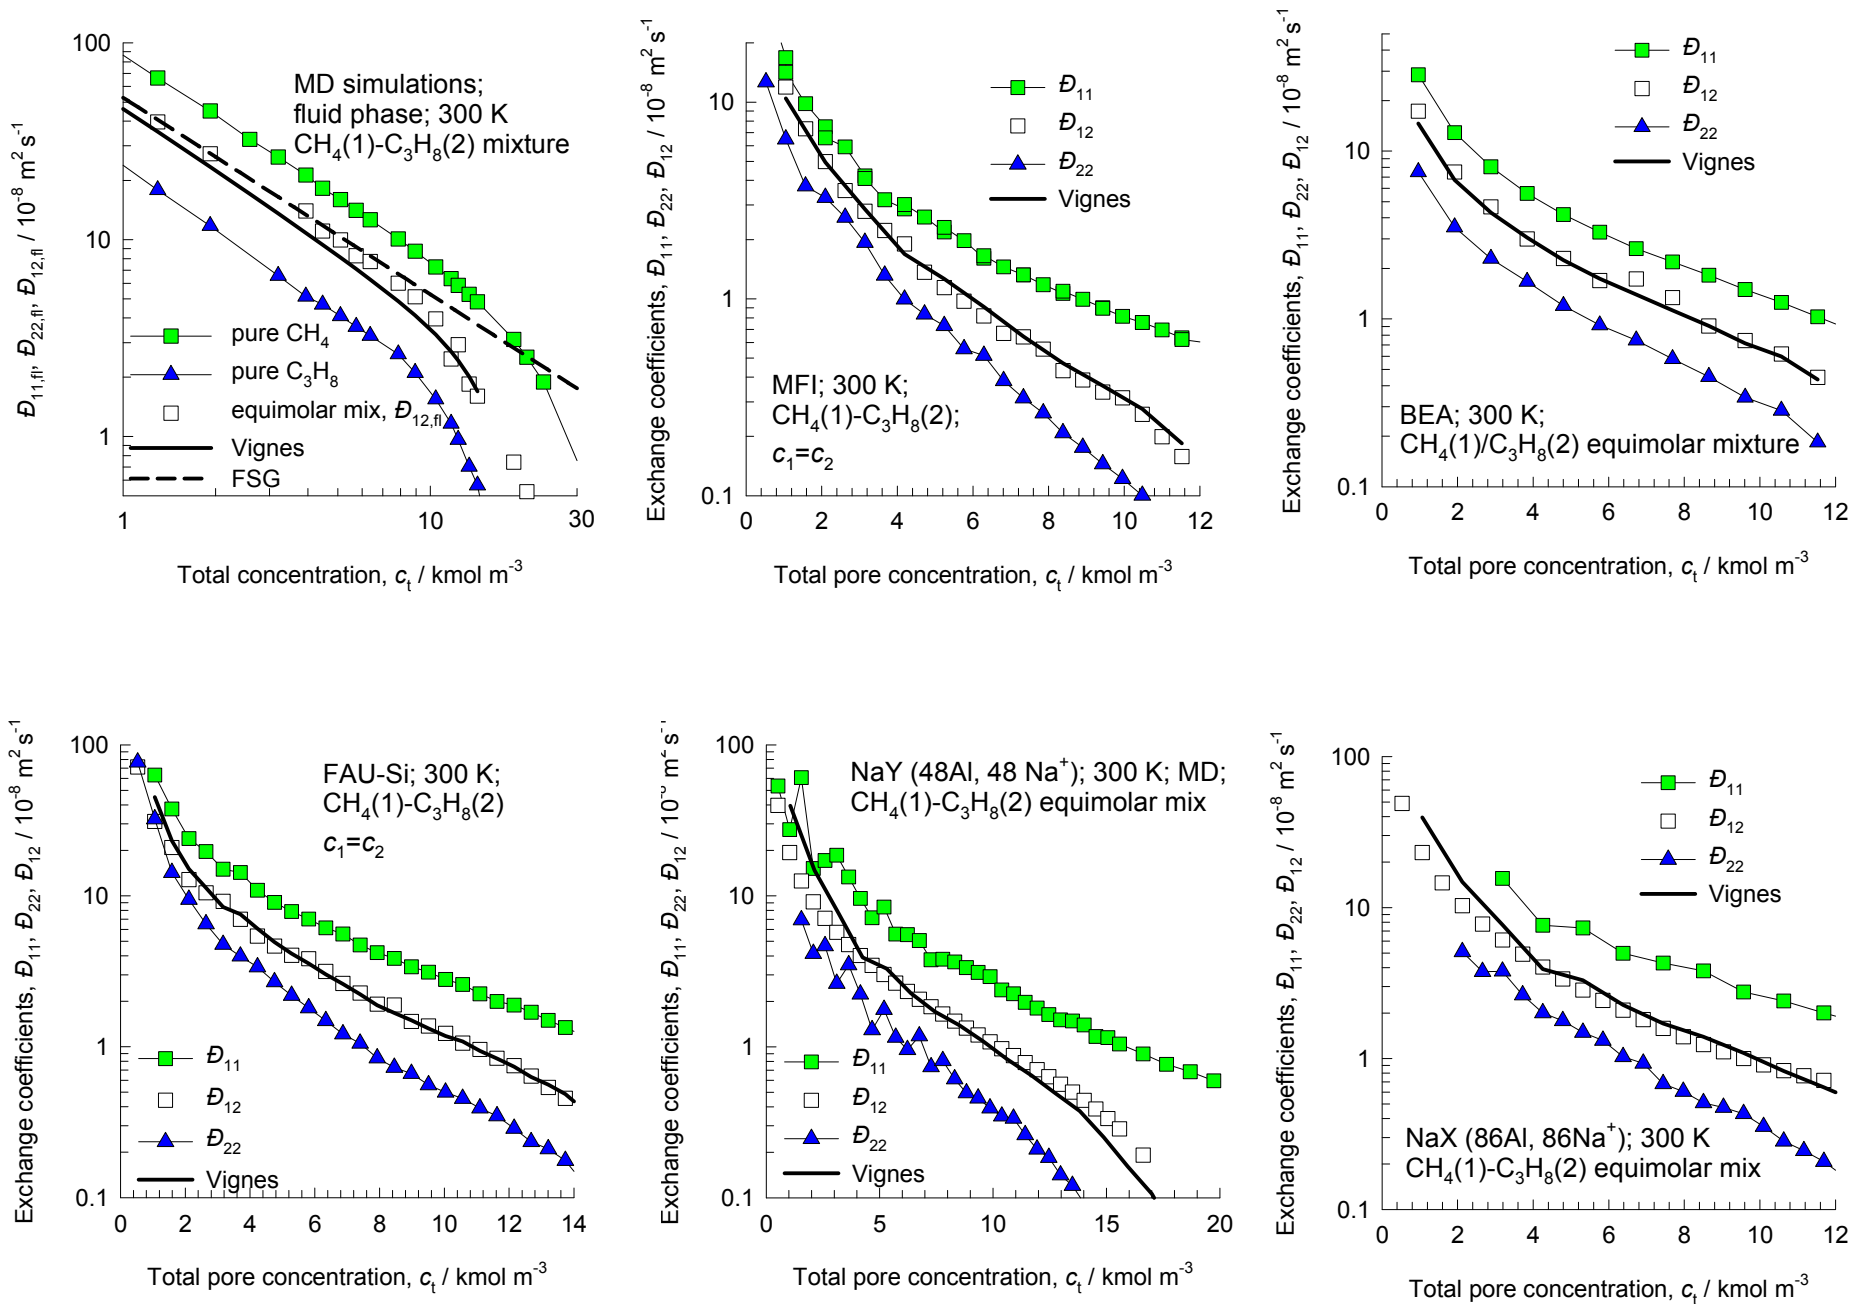 Đ11,fl, Đ22,fl, Đ12,fl / 10-8 m2 s-1
100
10
1
MD simulations;
fluid phase; 300 K
CH4(1)-C3H8(2) mixture
pure CH4
pure C3H8
equimolar mix, Đ12,fl
Vignes
FSG
1
10
30
Total concentration, ct / kmol m-3
Exchange coefficients, Đ11, Đ22, Đ12 / 10-8 m2 s-1
10
1
0.1
Đ11
Đ12
Đ22
Vignes
MFI; 300 K;
CH4(1)-C3H8(2);
c1=c2
0 2 4 6 8 10 12
Total pore concentration, ct / kmol m-3
Exchange coefficients, Đ11, Đ22, Đ12 / 10-8 m2 s-1
10
1
0.1
Đ11
Đ12
Đ22
Vignes
BEA; 300 K;
CH4(1)/C3H8(2) equimolar mixture
0 2 4 6 8 10 12
Total pore concentration, ct / kmol m-3
Exchange coefficients, Đ11, Đ22, Đ12 / 10-8 m2 s-1
100
10
1
0.1
FAU-Si; 300 K;
CH4(1)-C3H8(2)
c1=c2
Đ11
Đ12
Đ22
Vignes
0 2 4 6 8 10 12 14
Total pore concentration, ct / kmol m-3
Exchange coefficients, Đ11, Đ22, Đ12 / 10-8 m2 s-1
100
10
1
0.1
NaY (48Al, 48 Na+); 300 K; MD;
CH4(1)-C3H8(2) equimolar mix
Đ11
Đ12
Đ22
Vignes
0 5 10 15 20
Total pore concentration, ct / kmol m-3
Exchange coefficients, Đ11, Đ22, Đ12 / 10-8 m2 s-1
100
10
1
0.1
Đ11
Đ12
Đ22
Vignes
NaX (86Al, 86Na+); 300 K
CH4(1)-C3H8(2) equimolar mix
0 2 4 6 8 10 12
Total pore concentration, ct / kmol m-3